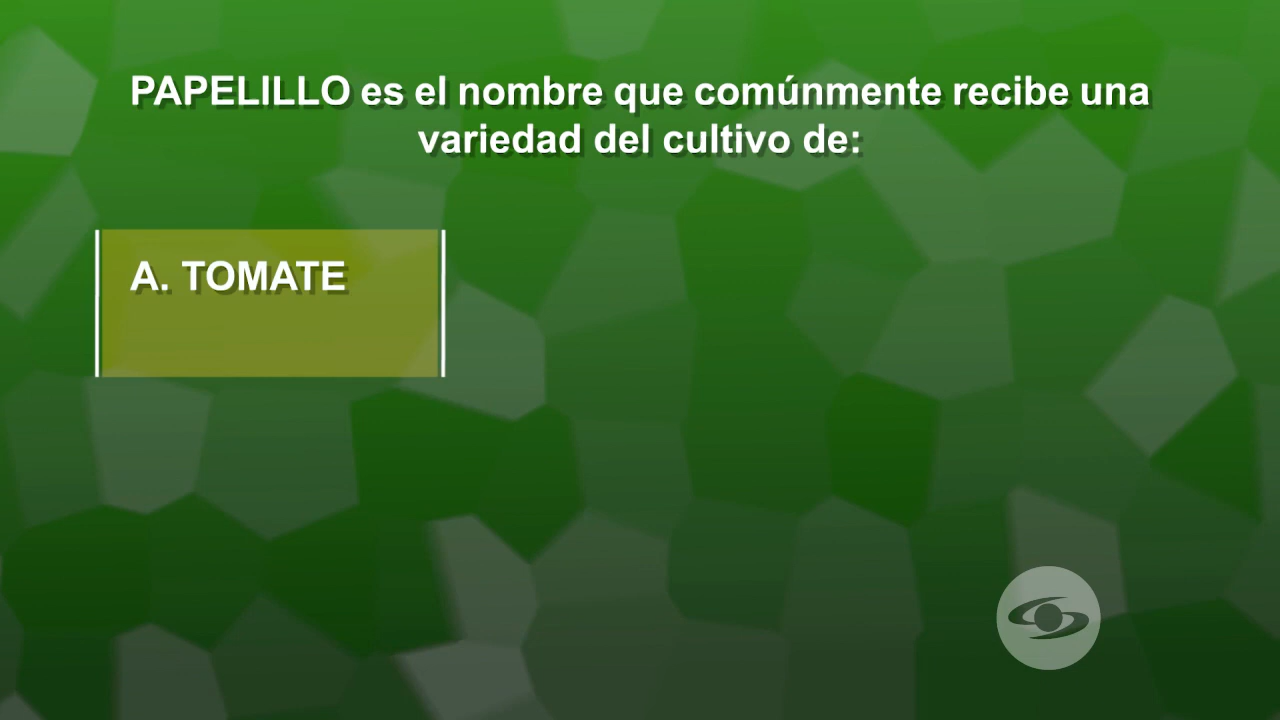 PAPELILLO es el nombre que comúnmente recibe una
variedad del cultivo de:
A. TOMATE